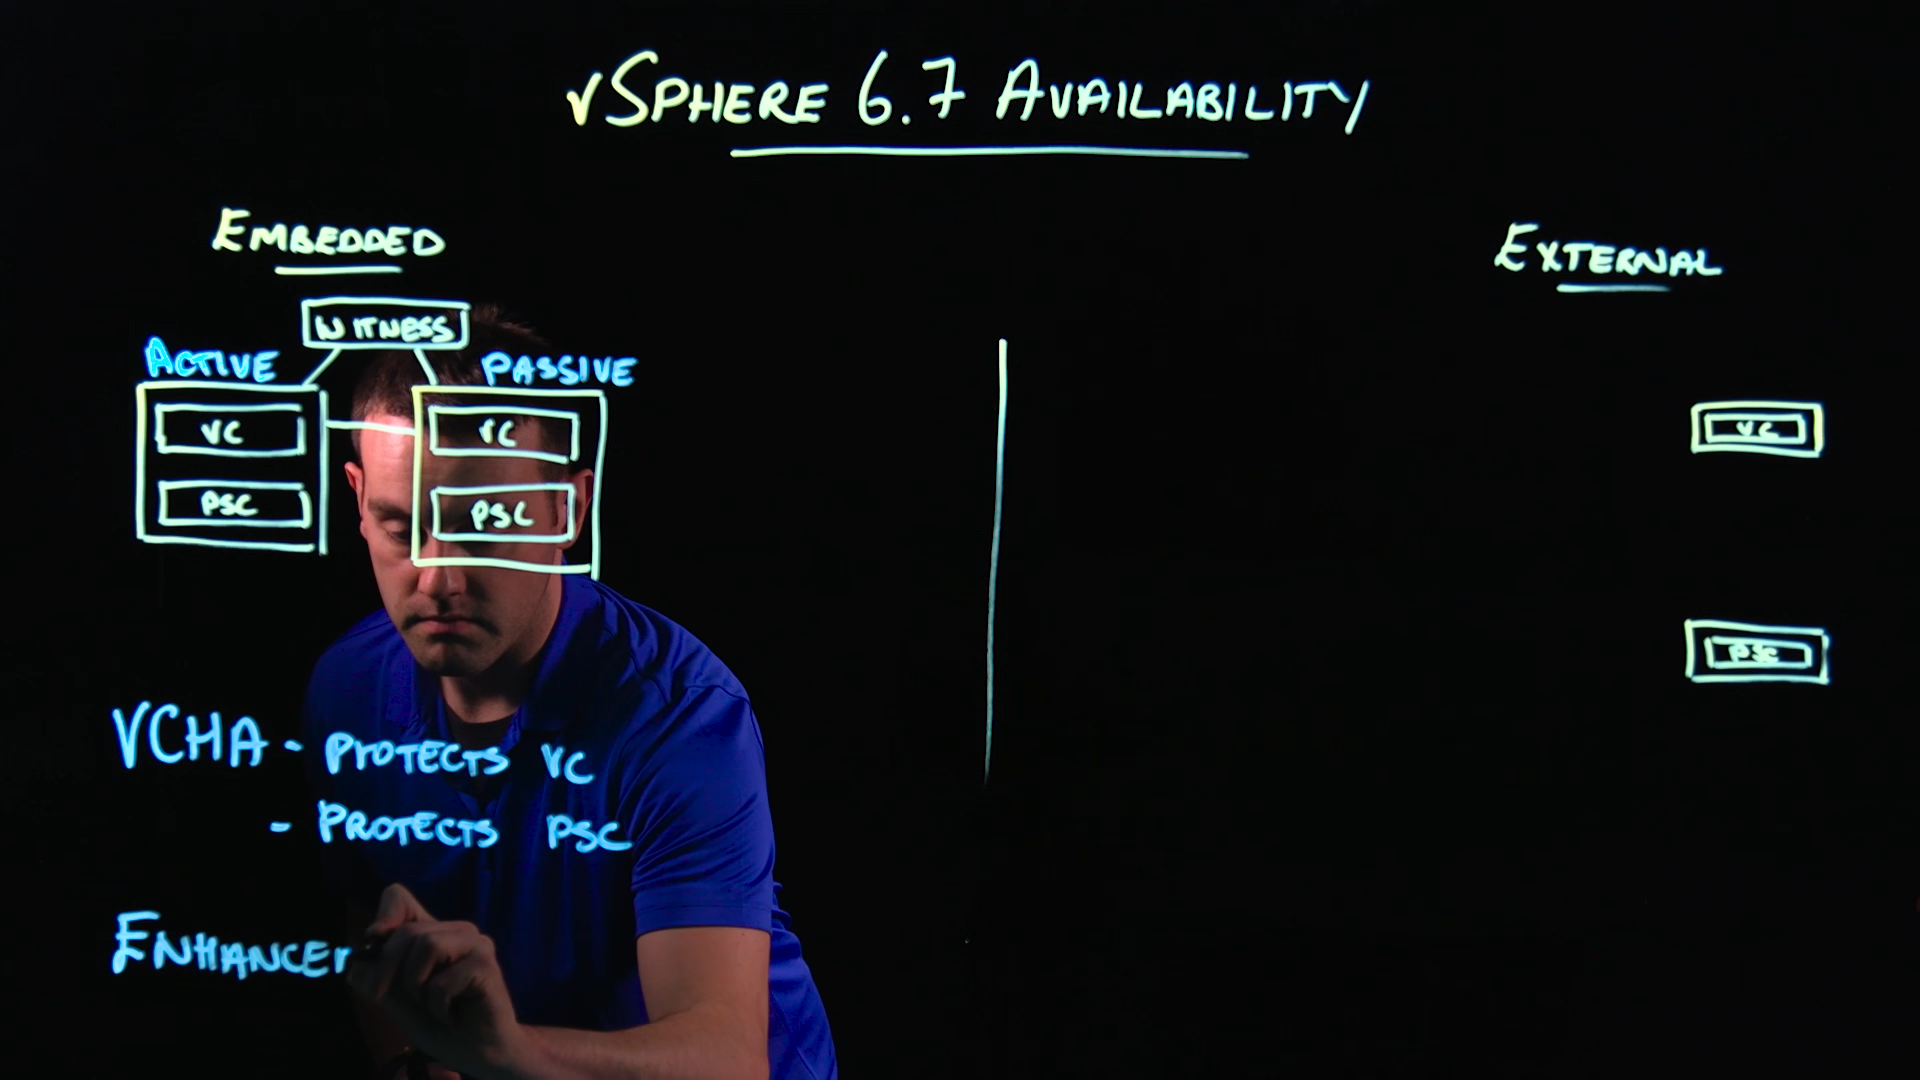 vSPHERE 6.7 AVAILABILITY
EMBEDDED
WITNESS
ACTIVE
PASSIVE
VC
VC
PSC
PSC
VCHA - PROTECTS VC
- PROTECTS PSC
ENHANCE
EXTERNAL
VC
PSC